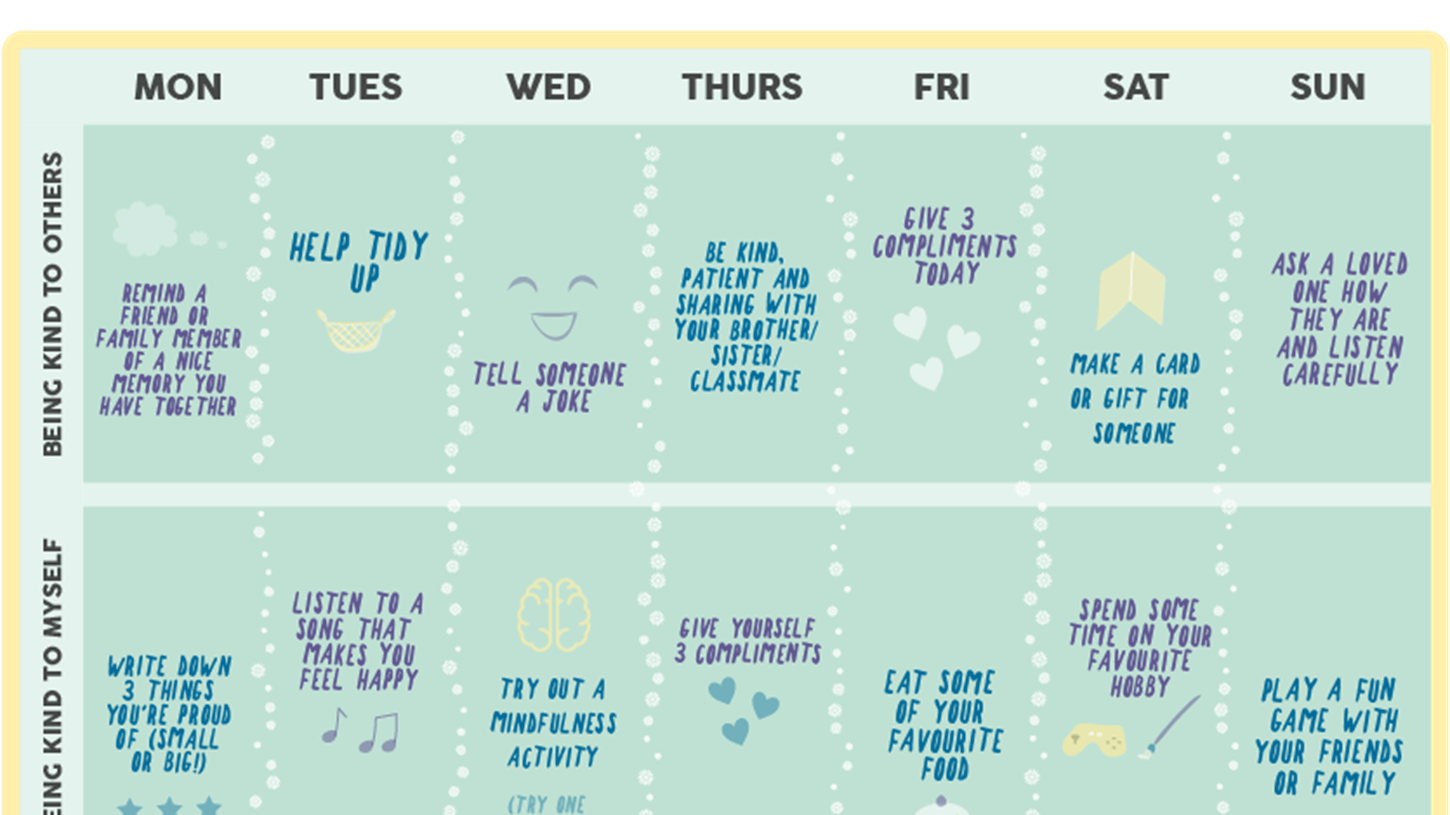 MON TUES WED THURS FRI SAT SUN
BEING KIND TO OTHERS
REMIND A
FRIEND OR
FAMILY MEMBER
OF A NICE
MEMORY YOU
HAVE TOGETHER
HELP TIDY
UP
TELL SOMEONE
A JOKE
BE KIND,
PATIENT AND
SHARING WITH
YOUR BROTHER/
SISTER/
CLASSMATE
GIVE 3
COMPLIMENTS
TODAY
MAKE A CARD
OR GIFT FOR
SOMEONE
ASK A LOVED
ONE HOW
THEY ARE
AND LISTEN
CAREFULLY
EING KIND TO MYSELF
WRITE DOWN
3 THINGS
YOU'RE PROUD
OF (SMALL
OR BIG!)
LISTEN TO A
SONG THAT
MAKES YOU
FEEL HAPPY
TRY OUT A
MINDFULNESS
ACTIVITY
(TRY ONE
GIVE YOURSELF
3 COMPLIMENTS
EAT SOME
OF YOUR
FAVOURITE
FOOD
SPEND SOME
TIME ON YOUR
FAVOURITE
HOBBY
PLAY A FUN
GAME WITH
YOUR FRIENDS
OR FAMILY